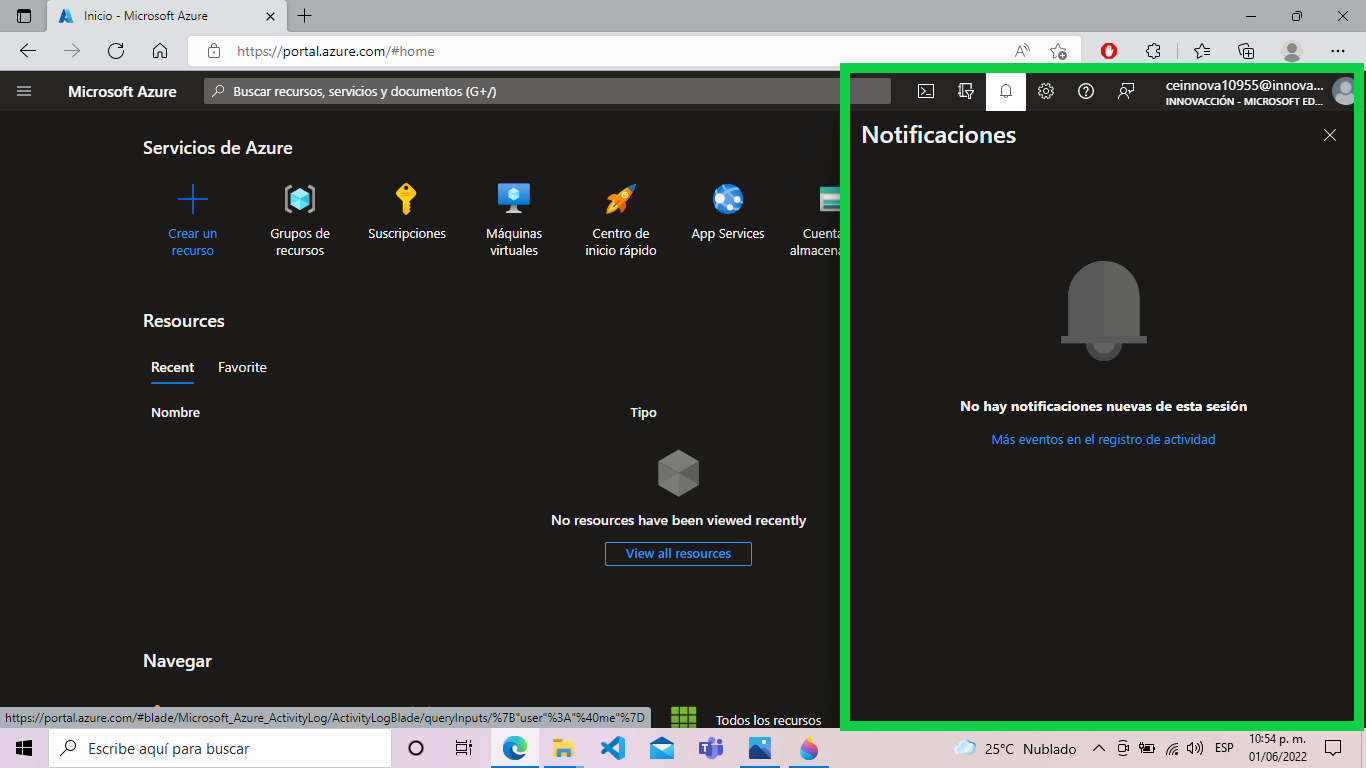 Inicio - Microsoft Azure
https://portal.azure.com/#home
Microsoft Azure
Buscar recursos, servicios y documentos (G+/)
ceinnova10955@innova...
INNOVACCIÓN - MICROSOFT ED...
Servicios de Azure
Crear un
recurso
Grupos de
recursos
Suscripciones
Máquinas
virtuales
Centro de
inicio rápido
App Services
Cuenta
almacena
Resources
Recent
Favorite
Nombre
Tipo
No resources have been viewed recently
View all resources
Navegar
Todos los recursos
https://portal.azure.com/#blade/Microsoft_Azure_ActivityLog/ActivityLogBlade/queryInputs/%7B"user"%3A"%40me"%7D
Notificaciones
No hay notificaciones nuevas de esta sesión
Más eventos en el registro de actividad
Escribe aquí para buscar
25°C Nublado
ESP
10:54 p. m.
01/06/2022